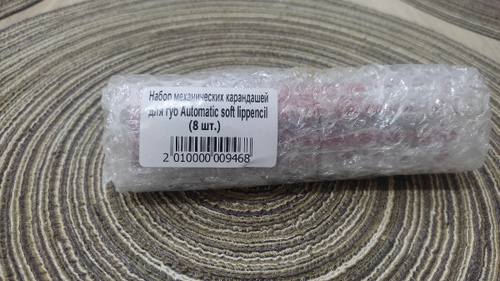 Набор механических карандашей
для губ Automatic soft lippencil
(8 шт.)
2 010000 009468